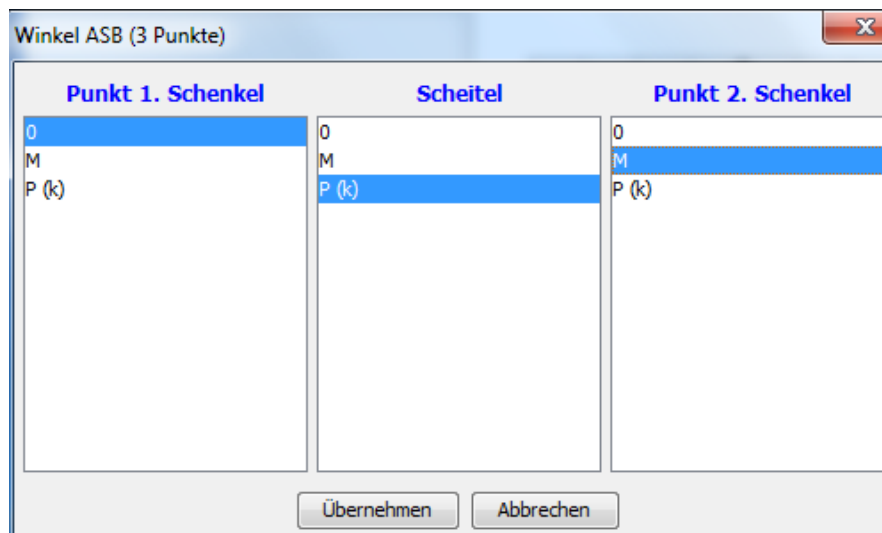 Winkel ASB (3 Punkte)
Punkt 1. Schenkel
Scheitel
Punkt 2. Schenkel
0
M
P (k)
0
M
P (k)
0
M
P (k)
Übernehmen
Abbrechen